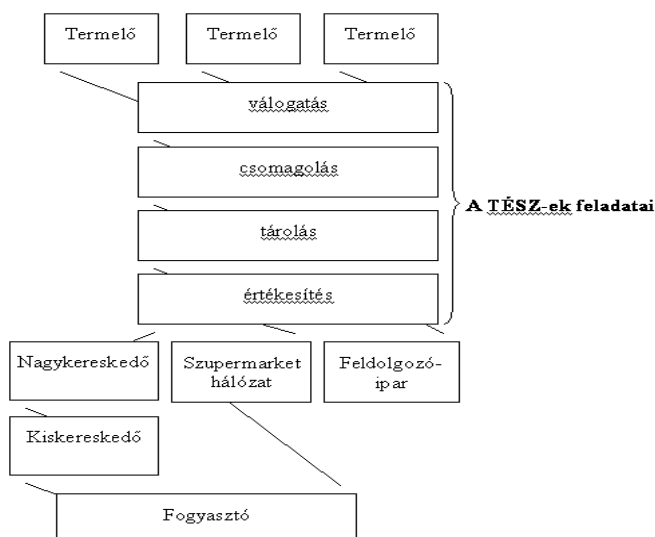 Termelő
Termelő
Termelő
válogatás
csomagolás
A TÉSZ-ek feladatai
tárolás
értékesítés
Nagykereskedő
Szupermarket
hálózat
Feldolgozó-
ipar
Kiskereskedő
Fogyasztó